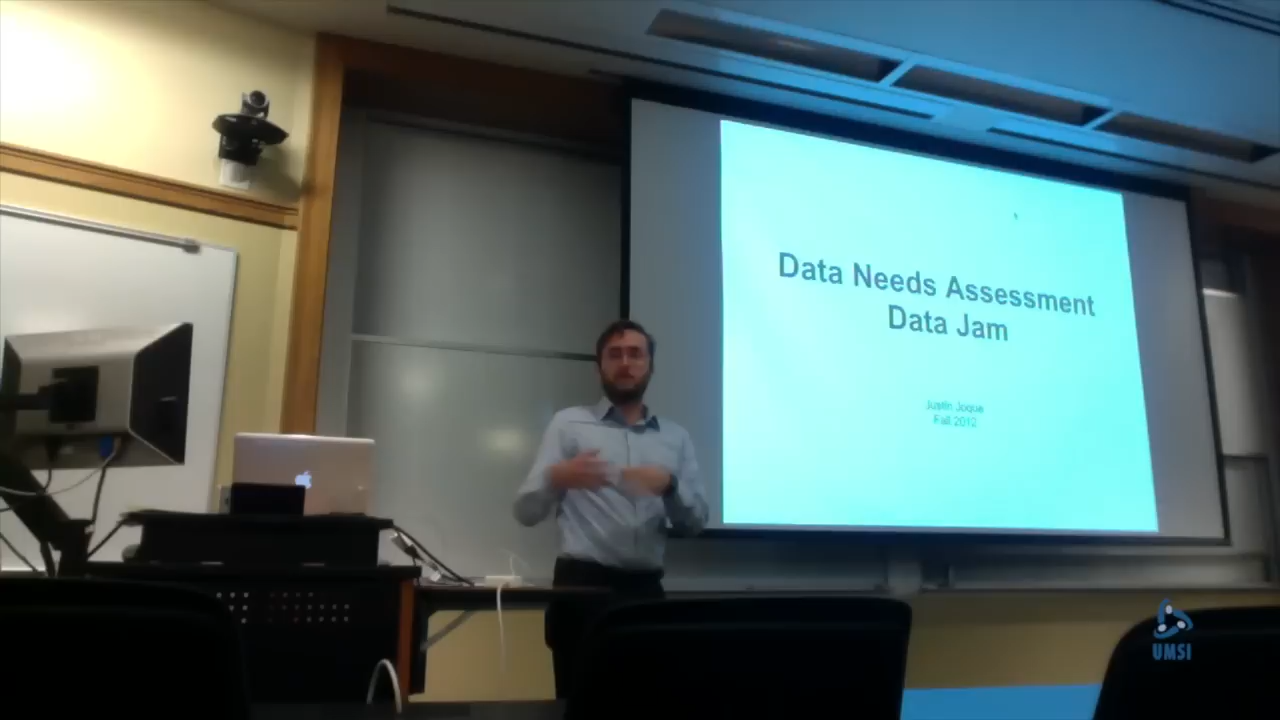 Data Needs Assessment
Data Jam
Justin Joque
Fall 2012
UMSI